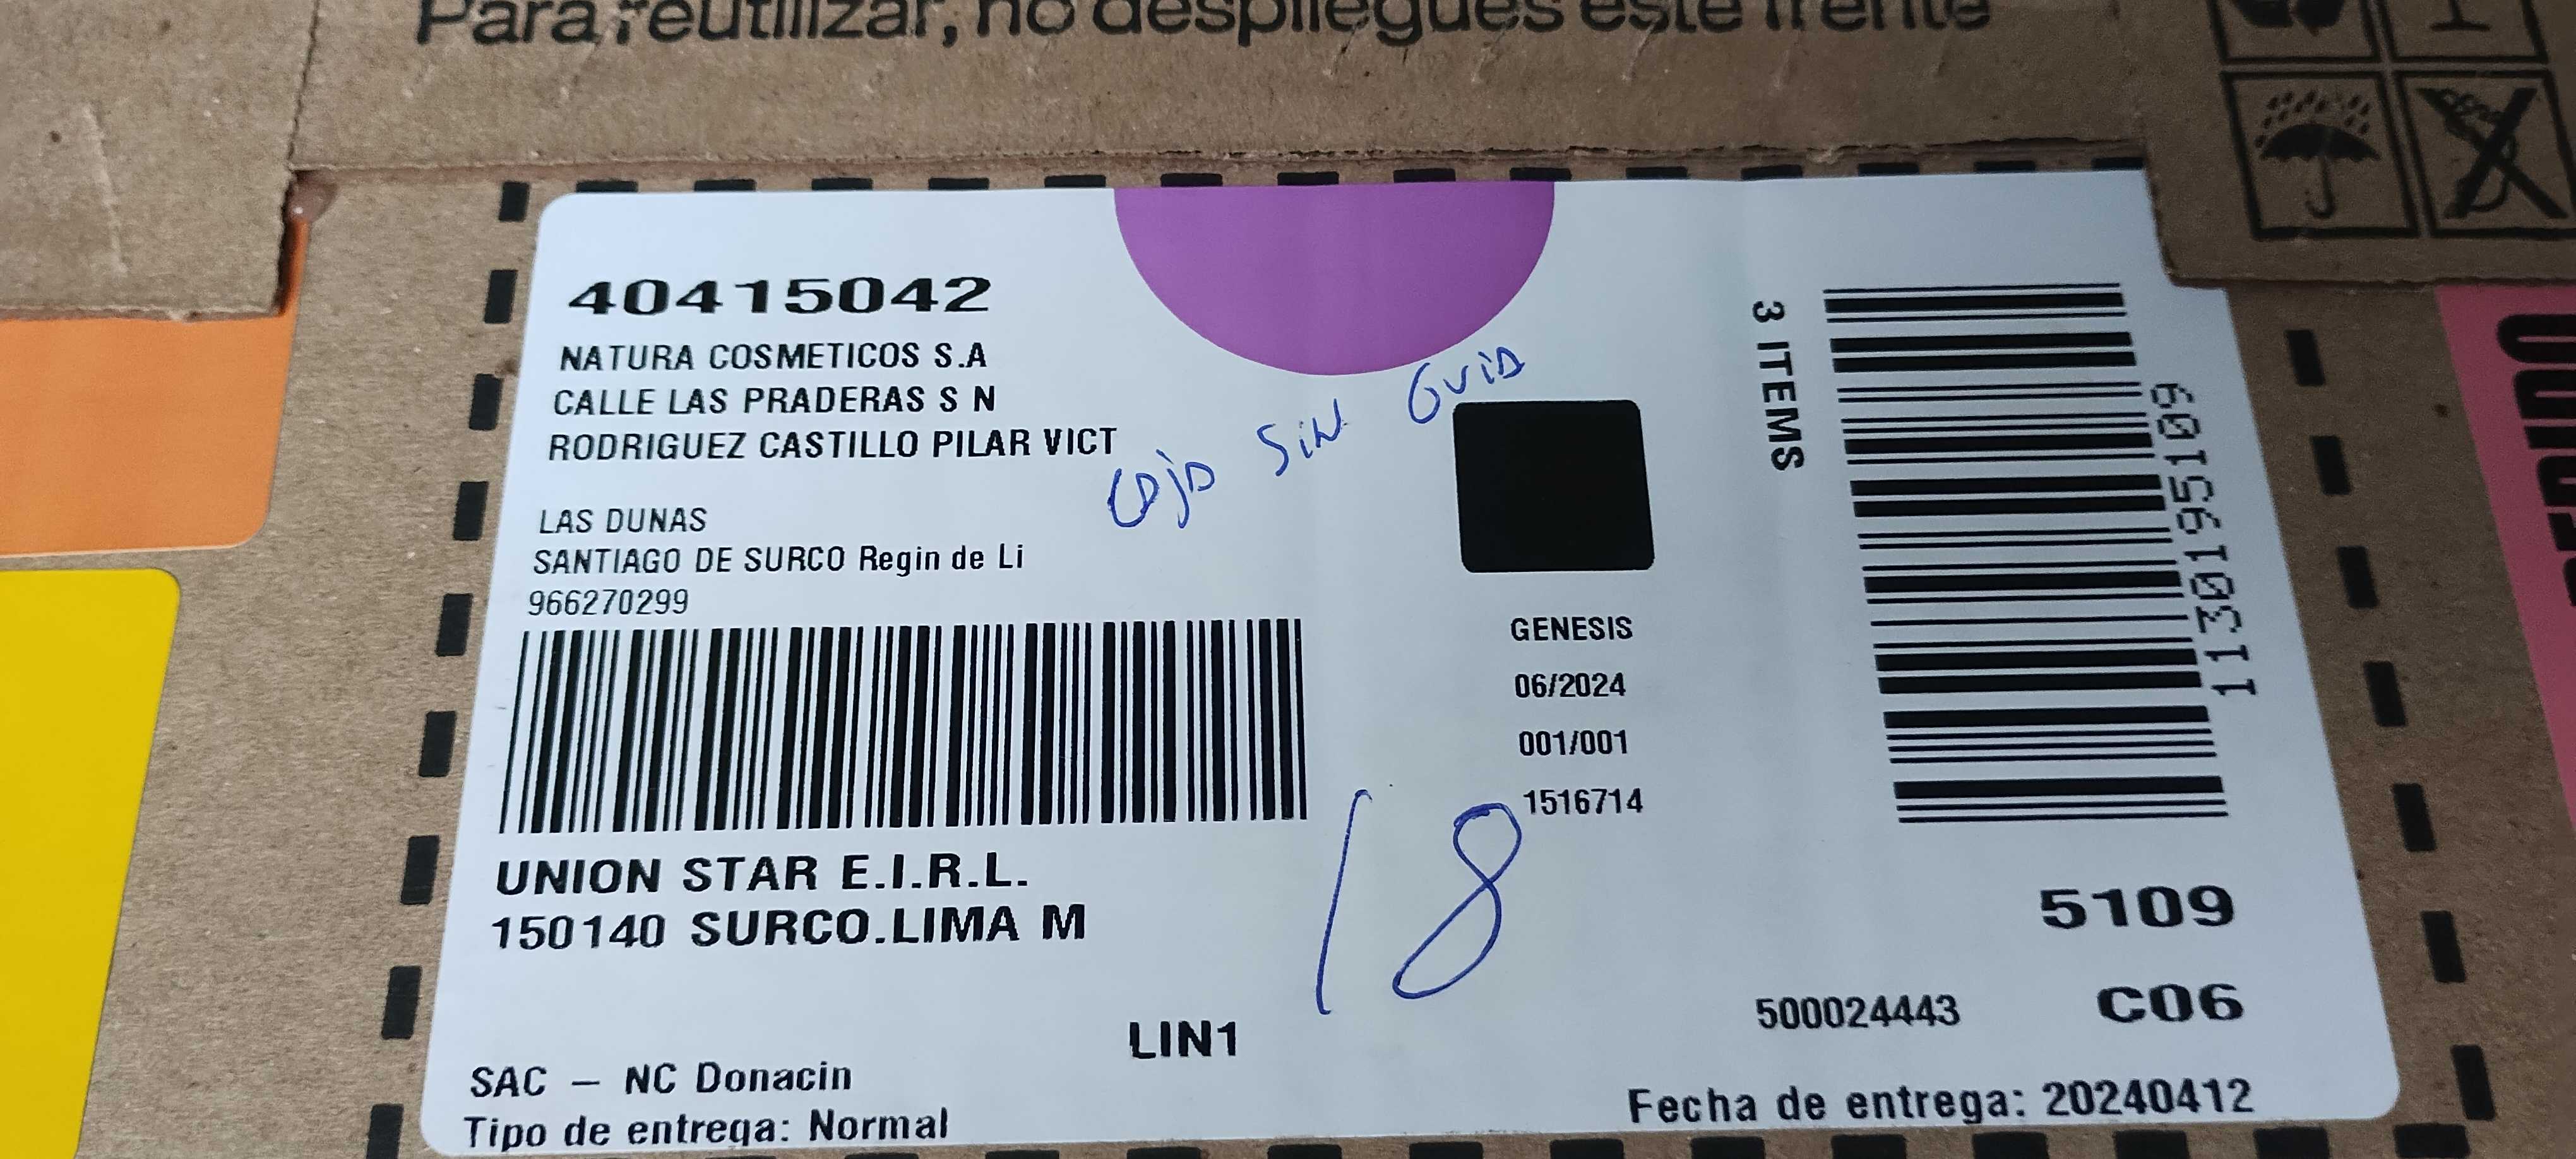 Para reutilizar, no despliegues este frente
40415042
NATURA COSMETICOS S.A
CALLE LAS PRADERAS S N
RODRIGUEZ CASTILLO PILAR VICT
LAS DUNAS
SANTIAGO DE SURCO Regin de Li
966270299
Caja Sin Guia
GENESIS
06/2024
001/001
1516714
3 ITEMS
1130195109
UNION STAR E.I.R.L.
150140 SURCO.LIMA M
18
5109
500024443 C06
LIN1
SAC – NC Donacin
Tipo de entrega: Normal
Fecha de entrega: 20240412